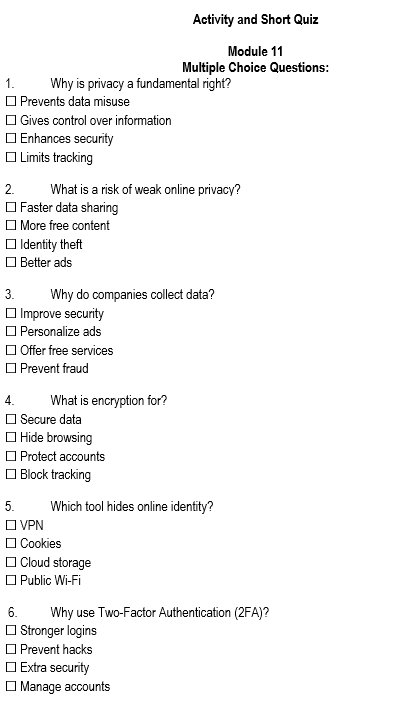 Activity and Short Quiz
Module 11
Multiple Choice Questions:
1. Why is privacy a fundamental right?
☐ Prevents data misuse
☐ Gives control over information
☐ Enhances security
☐ Limits tracking
2. What is a risk of weak online privacy?
☐ Faster data sharing
☐ More free content
☐ Identity theft
☐ Better ads
3. Why do companies collect data?
☐ Improve security
☐ Personalize ads
☐ Offer free services
☐ Prevent fraud
4. What is encryption for?
☐ Secure data
☐ Hide browsing
☐ Protect accounts
☐ Block tracking
5. Which tool hides online identity?
☐ VPN
☐ Cookies
☐ Cloud storage
☐ Public Wi-Fi
6. Why use Two-Factor Authentication (2FA)?
☐ Stronger logins
☐ Prevent hacks
☐ Extra security
☐ Manage accounts